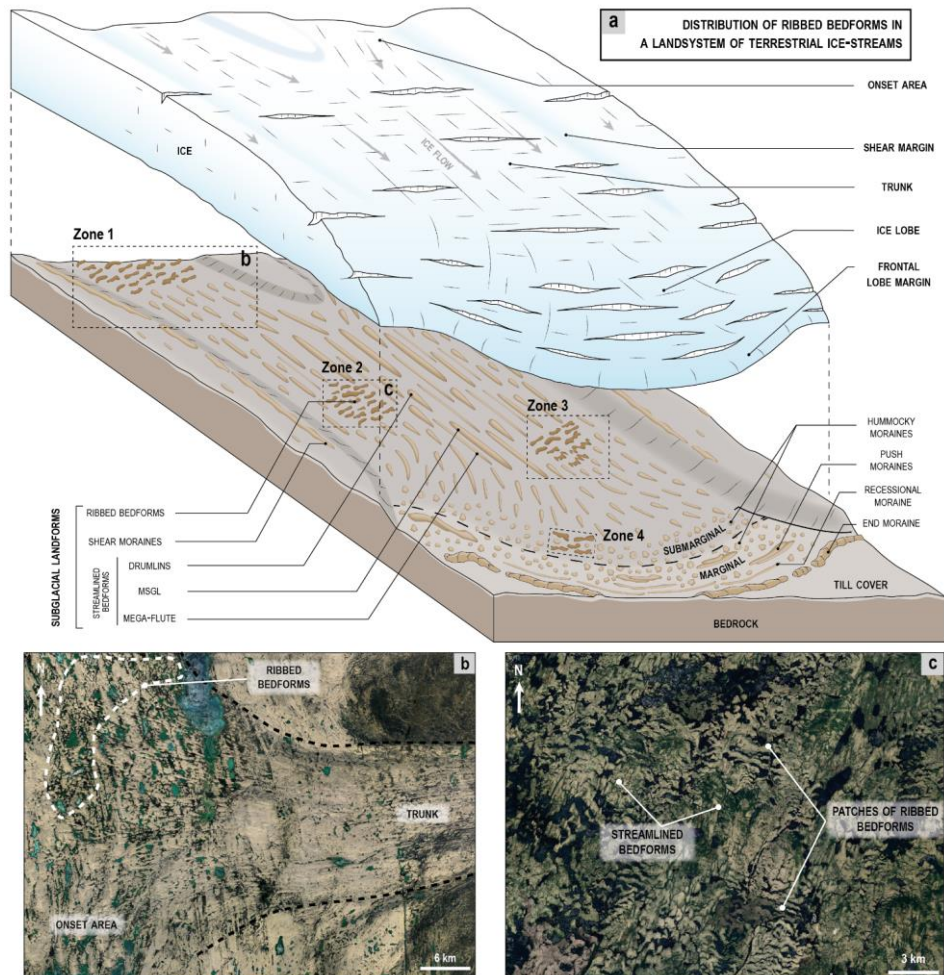 a
DISTRIBUTION OF RIBBED BEDFORMS IN
A LANDSYSTEM OF TERRESTRIAL ICE-STREAMS
ONSET AREA
SHEAR MARGIN
TRUNK
ICE LOBE
FRONTAL
LOBE MARGIN
ICE
ICE FLOW
Zone 1
b
Zone 2
c
Zone 3
Zone 4
HUMMOCKY
MORAINES
PUSH
MORAINES
RECESSIONAL
MORAINE
END MORAINE
SUBMARGINAL
MARGINAL
TILL COVER
BEDROCK
SUBGLACIAL LANDFORMS
RIBBED BEDFORMS
SHEAR MORAINES
STREAMLINED
BEDFORMS
DRUMLINS
MSGL
MEGA-FLUTE
b
N
RIBBED
BEDFORMS
TRUNK
ONSET AREA
6 km
c
N
STREAMLINED
BEDFORMS
PATCHES OF RIBBED
BEDFORMS
3 km